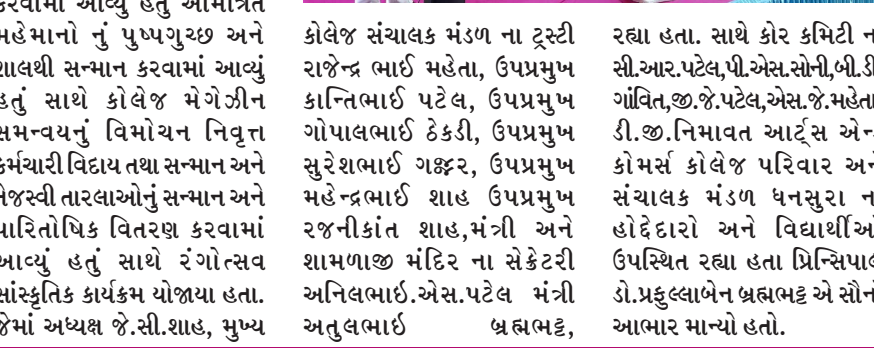 કરવામાં આવ્યું હતું આમંત્રિત
મહેમાનો નું પુષ્પગુચ્છ અને
શાલથી સન્માન કરવામાં આવ્યું
હતું સાથે કોલેજ મેગેઝીન
સમન્વયનું વિમોચન નિવૃત્ત
કર્મચારી વિદાય તથા સન્માન અને
તેજસ્વી તારલાઓનું સન્માન અને
પારિતોષિક વિતરણ કરવામાં
આવ્યું હતું સાથે રંગોત્સવ
સાંસ્કૃતિક કાર્યક્રમ યોજાયા હતા.
જેમાં અધ્યક્ષ જે.સી.શાહ, મુખ્ય
કોલેજ સંચાલક મંડળ ના ટ્રસ્ટી
રાજેન્દ્ર ભાઈ મહેતા, ઉપપ્રમુખ
કાન્તિભાઈ પટેલ, ઉપપ્રમુખ
ગોપાલભાઈ ઠેકડી, ઉપપ્રમુખ
સુરેશભાઈ ગજ્જર, ઉપપ્રમુખ
મહેન્દ્રભાઈ શાહ ઉપપ્રમુખ
રજનીકાંત શાહ,મંત્રી અને
શામળાજી મંદિર ના સેક્રેટરી
અનિલભાઇ.એસ.પટેલ મંત્રી
અતુલભાઇ બ્રહ્મભટ્ટ,
રહ્યા હતા. સાથે કોર કમિટી ના
સી.આર.પટેલ,પી.એસ.સોની,બી.ડી
ગાંવિત,જી.જે.પટેલ,એસ.જે.મહેતા
ડી.જી.નિમાવત આર્ટ્સ એન્ડ
કોમર્સ કોલેજ પરિવાર અને
સંચાલક મંડળ ધનસુરા ના
હોદ્દેદારો અને વિદ્યાર્થીઓ
ઉપસ્થિત રહ્યા હતા પ્રિન્સિપાલ
ડો.પ્રફુલ્લાબેન બ્રહ્મભટ્ટ એ સૌનો
આભાર માન્યો હતો.